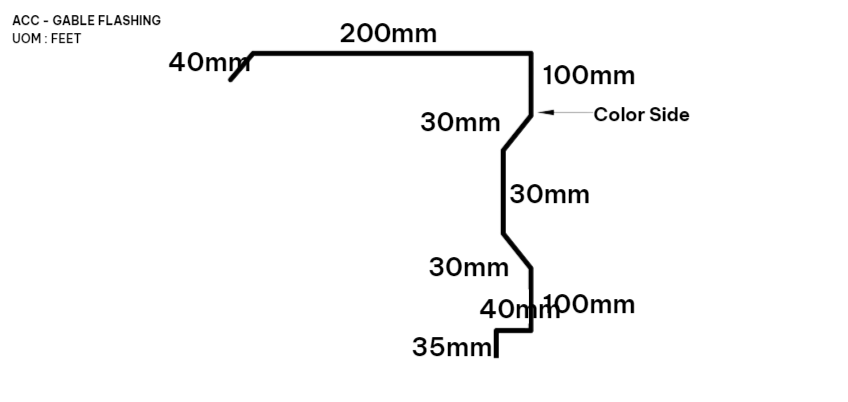 ACC - GABLE FLASHING
UOM : FEET
200mm
40mm
100mm
Color Side
30mm
30mm
30mm
40mm
100mm
35mm